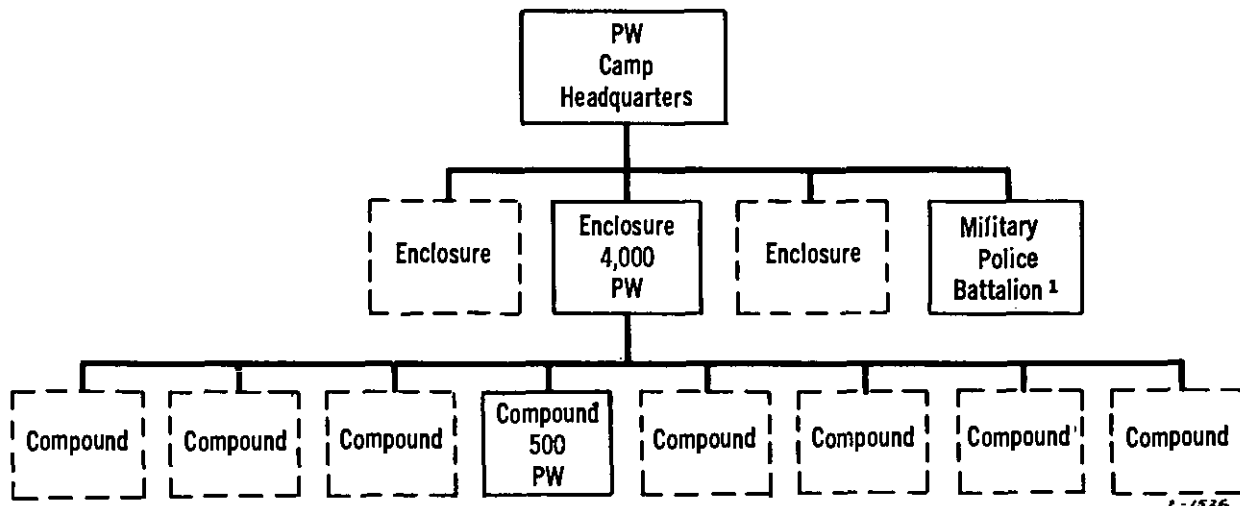 PW
Camp
Headquarters
Enclosure
Enclosure
4,000
PW
Enclosure
Military
Police
Battalion 1
Compound
Compound
Compound
Compound
500
PW
Compound
Compound
Compound
Compound